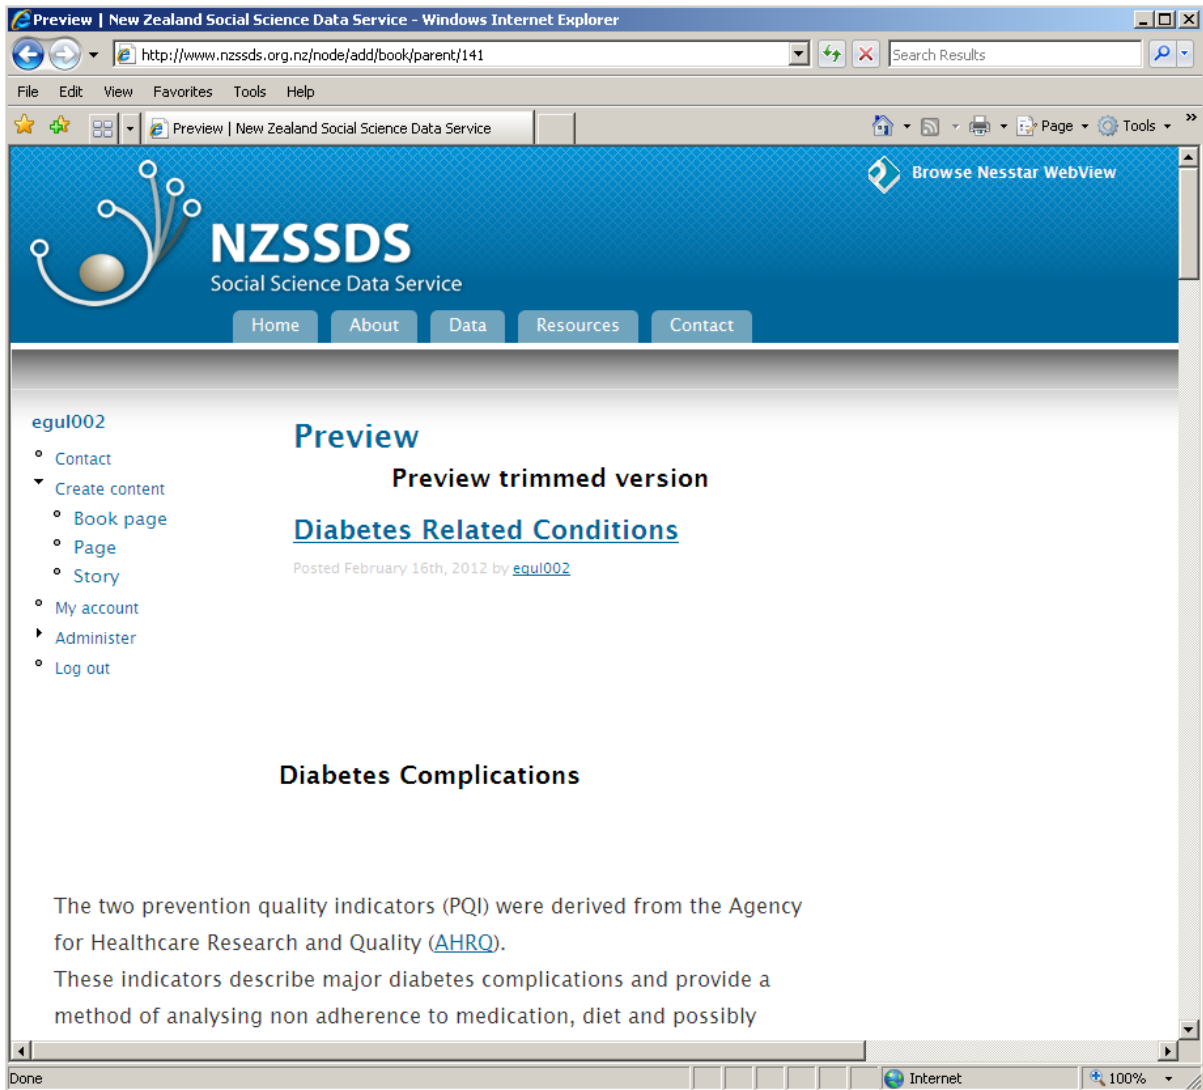 Preview | New Zealand Social Science Data Service - Windows Internet Explorer
http://www.nzssds.org.nz/node/add/book/parent/141
Search Results
File Edit View Favorites Tools Help
Preview | New Zealand Social Science Data Service
Page Tools »
Browse Nesstar WebView
NZSSDS
Social Science Data Service
Home About Data Resources Contact
egul002
Contact
Create content
Book page
Page
Story
My account
Administer
Log out
Preview
Preview trimmed version
Diabetes Related Conditions
Posted February 16th, 2012 by egul002
Diabetes Complications
The two prevention quality indicators (PQI) were derived from the Agency
for Healthcare Research and Quality (AHRQ).
These indicators describe major diabetes complications and provide a
method of analysing non adherence to medication, diet and possibly
Done
Internet
100%